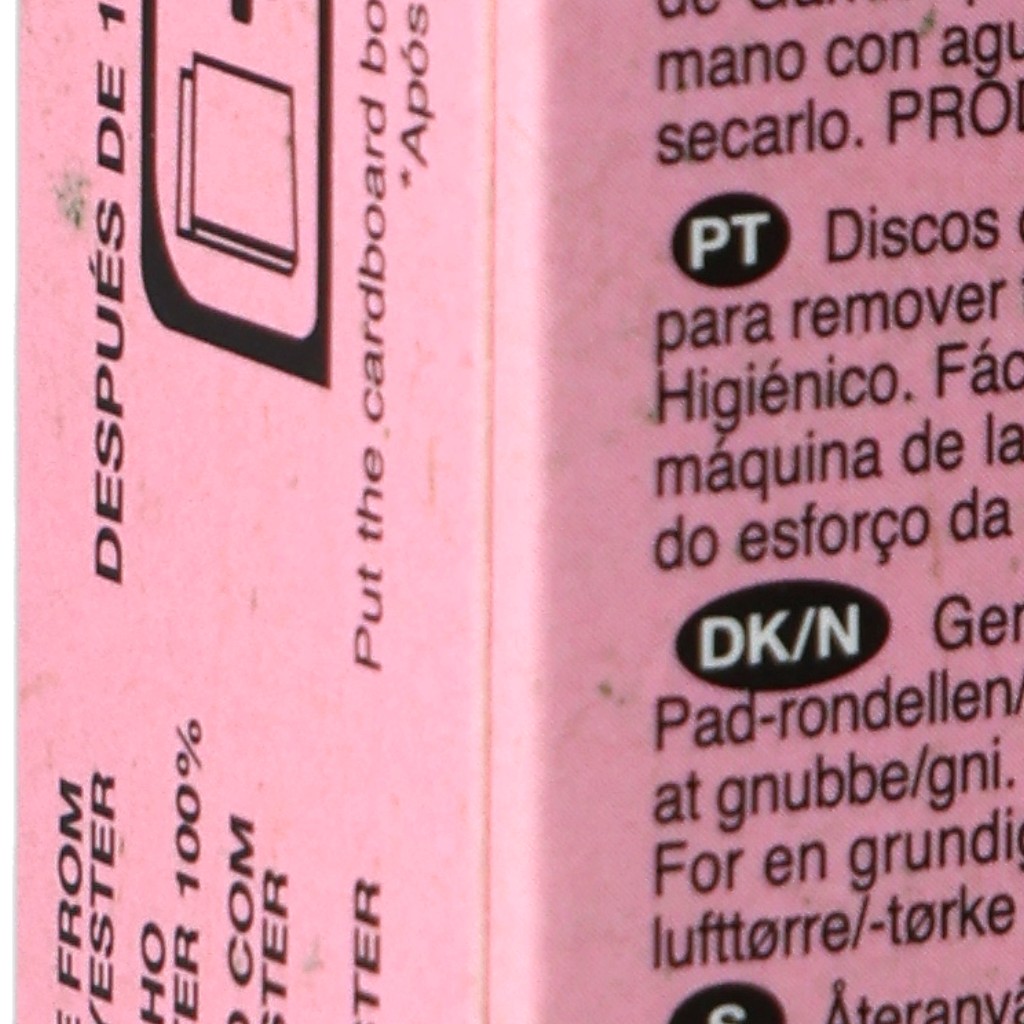 DESPUÉS DE 1
Put the cardboard bo
*Após
E FROM
YESTER
HO
TER 100%
O COM
STER
STER
mano con agu
secarlo. PROD
PT Discos
para remover
Higiénico. Fác
máquina de la
do esforço da
DK/N Ger
Pad-rondellen/
at gnubbe/gni.
For en grundig
lufttørre/-tørke
S Återanvä